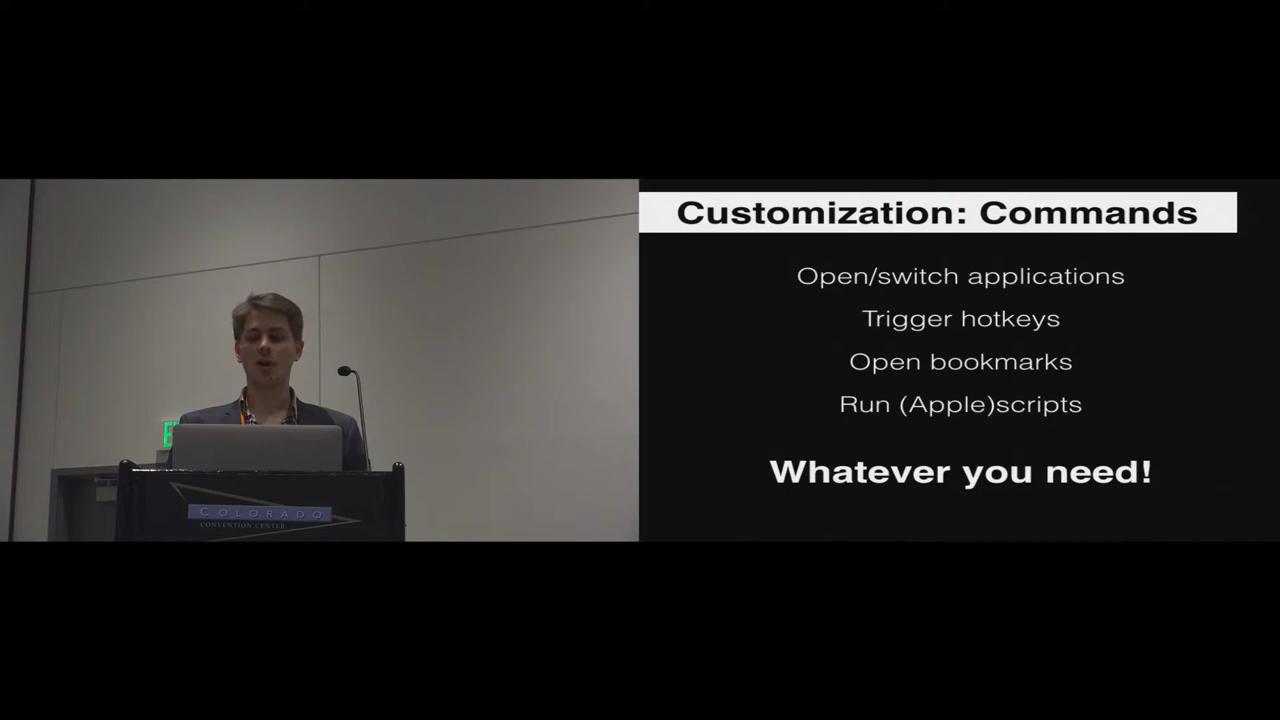 Customization: Commands
Open/switch applications
Trigger hotkeys
Open bookmarks
Run (Apple)scripts
Whatever you need!
COLORADO
CONVENTION CENTER